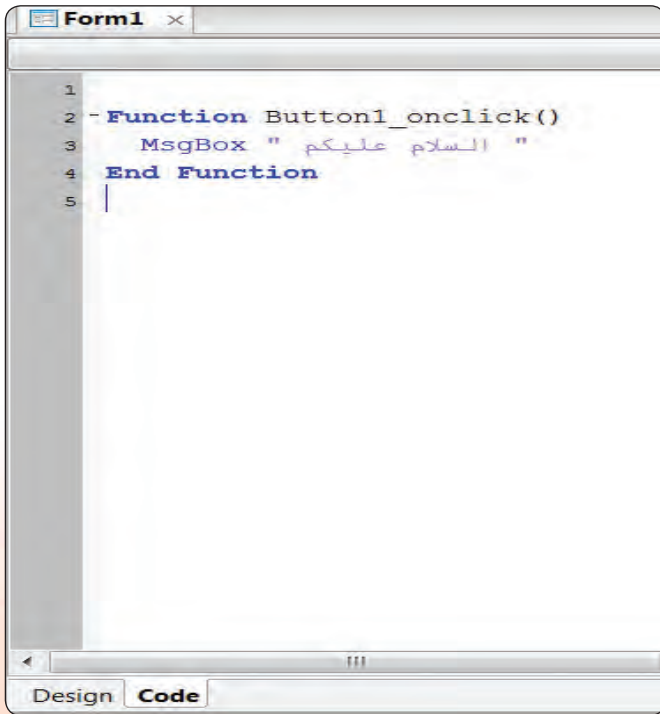 Form1 ×
1
2 - Function Button1_onclick()
3 MsgBox " السلام عليكم "
4 End Function
5
Design Code